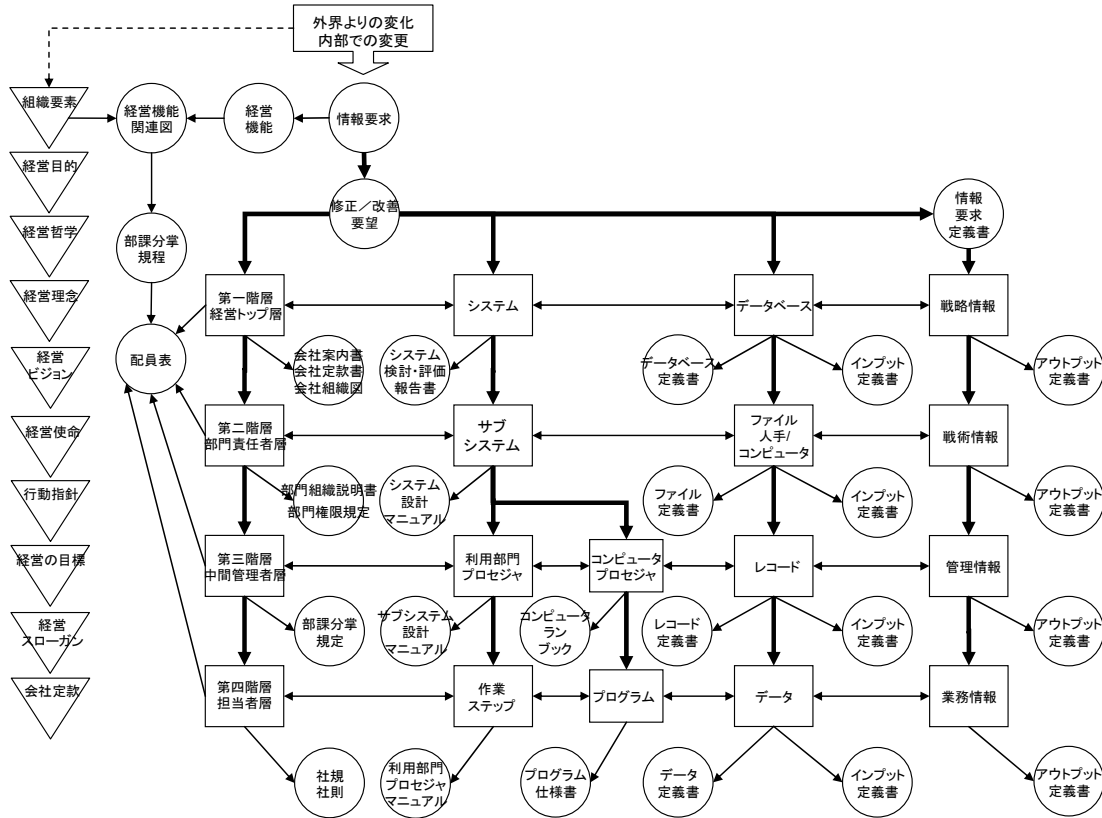 外界よりの変化
内部での変更
組織要素
経営機能
関連図
経営
機能
情報要求
経営目的
修正／改善
要望
情報
要求
定義書
経営哲学
部課分掌
規程
経営理念
第一階層
経営トップ層
システム
データベース
戦略情報
経営
ビジョン
配員表
会社案内書
会社定款書
会社組織図
システム
検討・評価
報告書
データベース
定義書
インプット
定義書
アウトプット
定義書
経営使命
第二階層
部門責任者層
サブ
システム
ファイル
人手/
コンピュータ
戦術情報
行動指針
部門組織説明書
部門権限規定
システム
設計
マニュアル
ファイル
定義書
インプット
定義書
アウトプット
定義書
経営の目標
第三階層
中間管理者層
利用部門
プロセジャ
コンピュータ
プロセジャ
レコード
管理情報
経営
スローガン
部課分掌
規定
サブシステム
設計
マニュアル
コンピュータ
ラン
ブック
レコード
定義書
インプット
定義書
アウトプット
定義書
会社定款
第四階層
担当者層
作業
ステップ
プログラム
データ
業務情報
社規
社則
利用部門
プロセジャ
マニュアル
プログラム
仕様書
データ
定義書
インプット
定義書
アウトプット
定義書